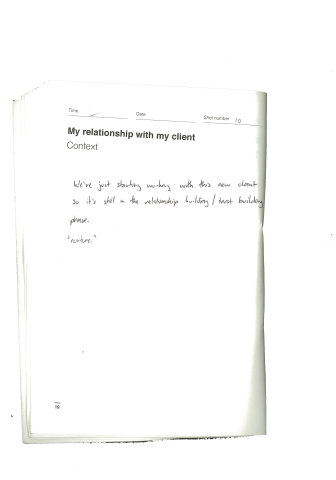 Time
Date
Shot number 10
My relationship with my client
Context
We've just starting working with this new client
so it's still in the relationship building / trust building
phase.
"nurture."
19